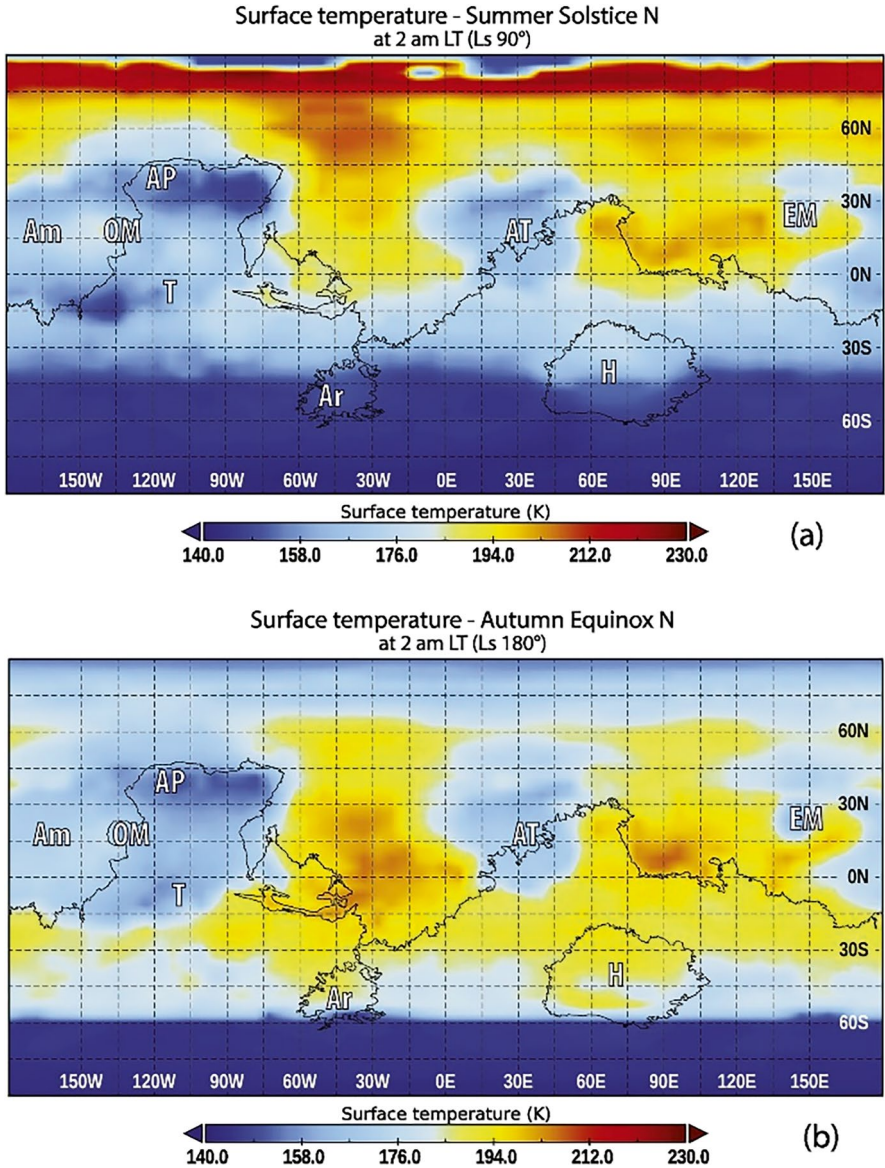 Surface temperature - Summer Solstice N
at 2 am LT (Ls 90°)
60N
AP
30N
Am
OM
AT
EM
T
0N
30S
H
Ar
60S
150W 120W 90W 60W 30W 0E 30E 60E 90E 120E 150E
Surface temperature (K)
140.0 158.0 176.0 194.0 212.0 230.0
(a)
Surface temperature - Autumn Equinox N
at 2 am LT (Ls 180°)
60N
AP
30N
Am
OM
AT
EM
T
0N
30S
H
Ar
60S
150W 120W 90W 60W 30W 0E 30E 60E 90E 120E 150E
Surface temperature (K)
140.0 158.0 176.0 194.0 212.0 230.0
(b)